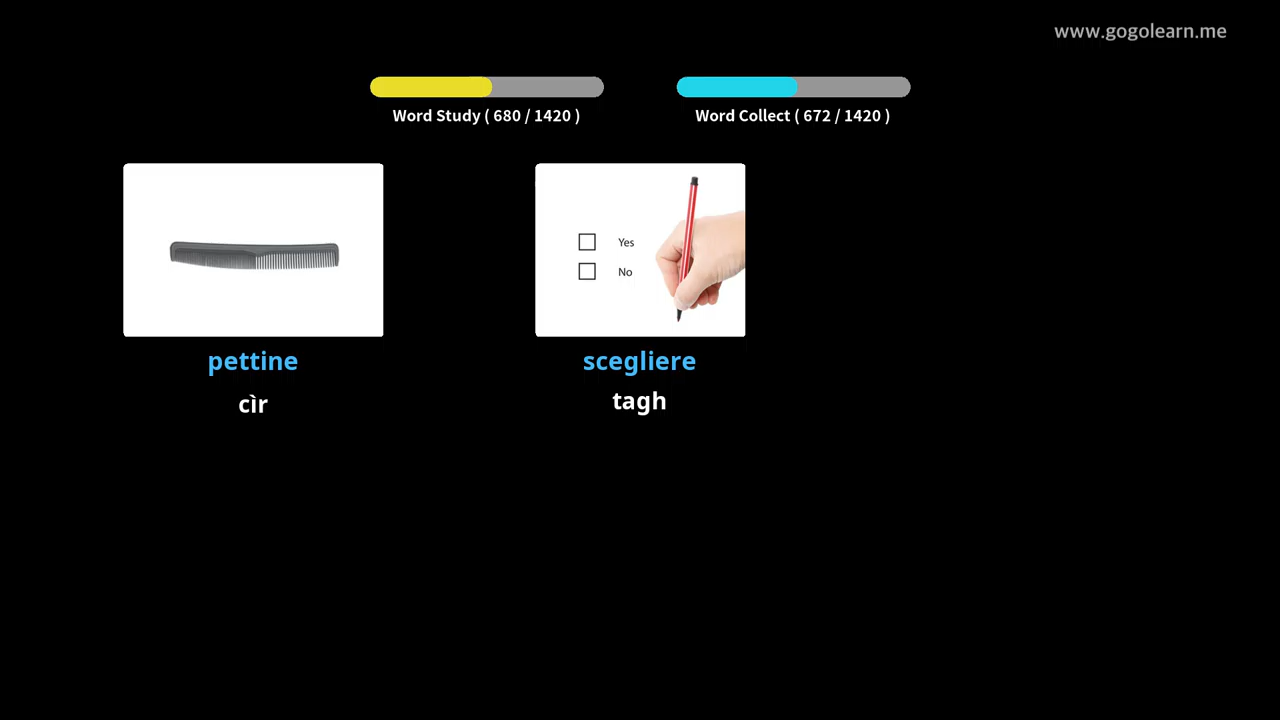 www.gogolearn.me
Word Study ( 680 / 1420 )
Word Collect ( 672 / 1420 )
Yes
No
pettine
cìr
scegliere
tagh